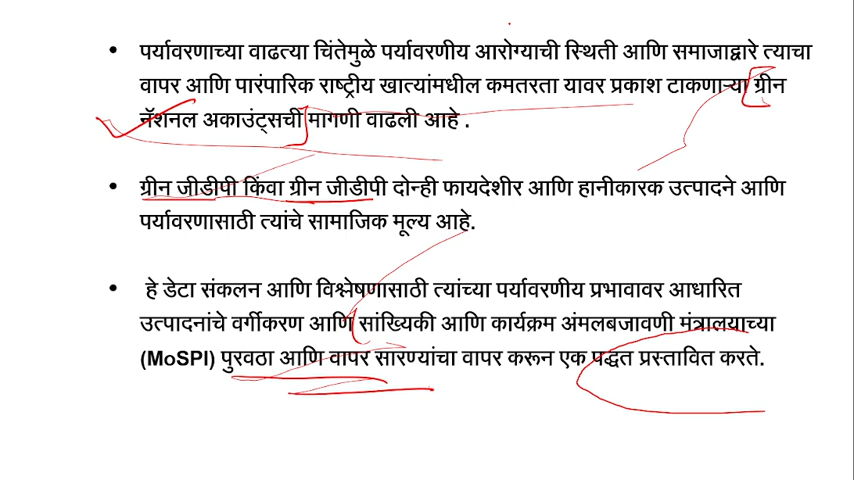 • पर्यावरणाच्या वाढत्या चिंतेमुळे पर्यावरणीय आरोग्याची स्थिती आणि समाजाद्वारे त्याचा
वापर आणि पारंपारिक राष्ट्रीय खात्यांमधील कमतरता यावर प्रकाश टाकणाऱ्या ग्रीन
नॅशनल अकाउंट्सची मागणी वाढली आहे .
• ग्रीन जीडीपी किंवा ग्रीन जीडीपी दोन्ही फायदेशीर आणि हानीकारक उत्पादने आणि
पर्यावरणासाठी त्यांचे सामाजिक मूल्य आहे.
• हे डेटा संकलन आणि विश्लेषणासाठी त्यांच्या पर्यावरणीय प्रभावावर आधारित
उत्पादनांचे वर्गीकरण आणि सांख्यिकी आणि कार्यक्रम अंमलबजावणी मंत्रालयाच्या
(MoSPI) पुरवठा आणि वापर सारण्यांचा वापर करून एक पद्धत प्रस्तावित करते.